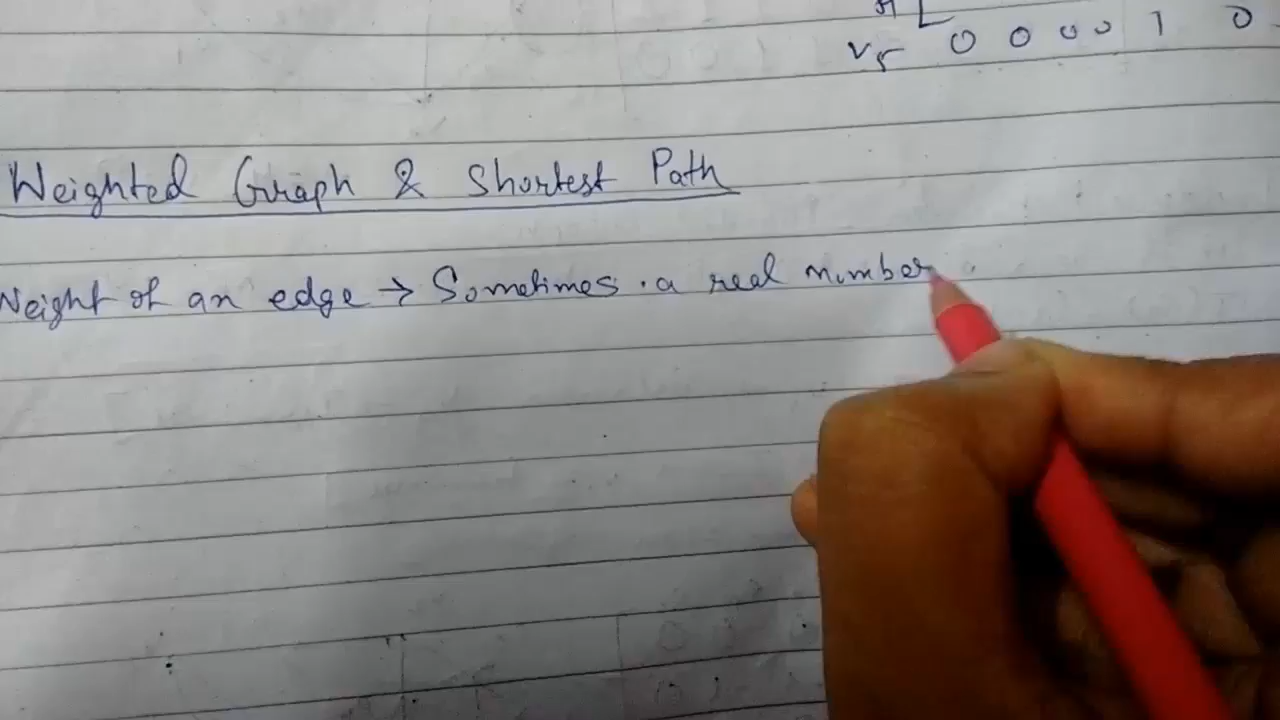 v5 0 0 0 0 1 0
Weighted Graph & Shortest Path
Weight of an edge → Sometimes a real number